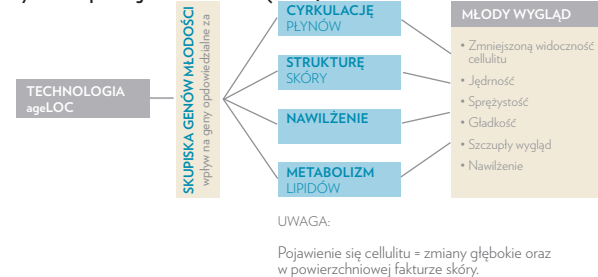 TECHNOLOGIA
ageLOC
SKUPISKA GENÓW MŁODOŚCI
wpływ na geny opdowiedzialne za
CYRKULACJĘ
PŁYNÓW
STRUKTURĘ
SKÓRY
NAWILŻENIE
METABOLIZM
LIPIDÓW
MŁODY WYGLĄD
• Zmniejszoną widoczność
cellulitu
• Jędrność
• Sprężystość
• Gładkość
• Szczupły wygląd
• Nawilżenie
UWAGA:
Pojawienie się cellulitu = zmiany głębokie oraz
w powierzchniowej fakturze skóry.